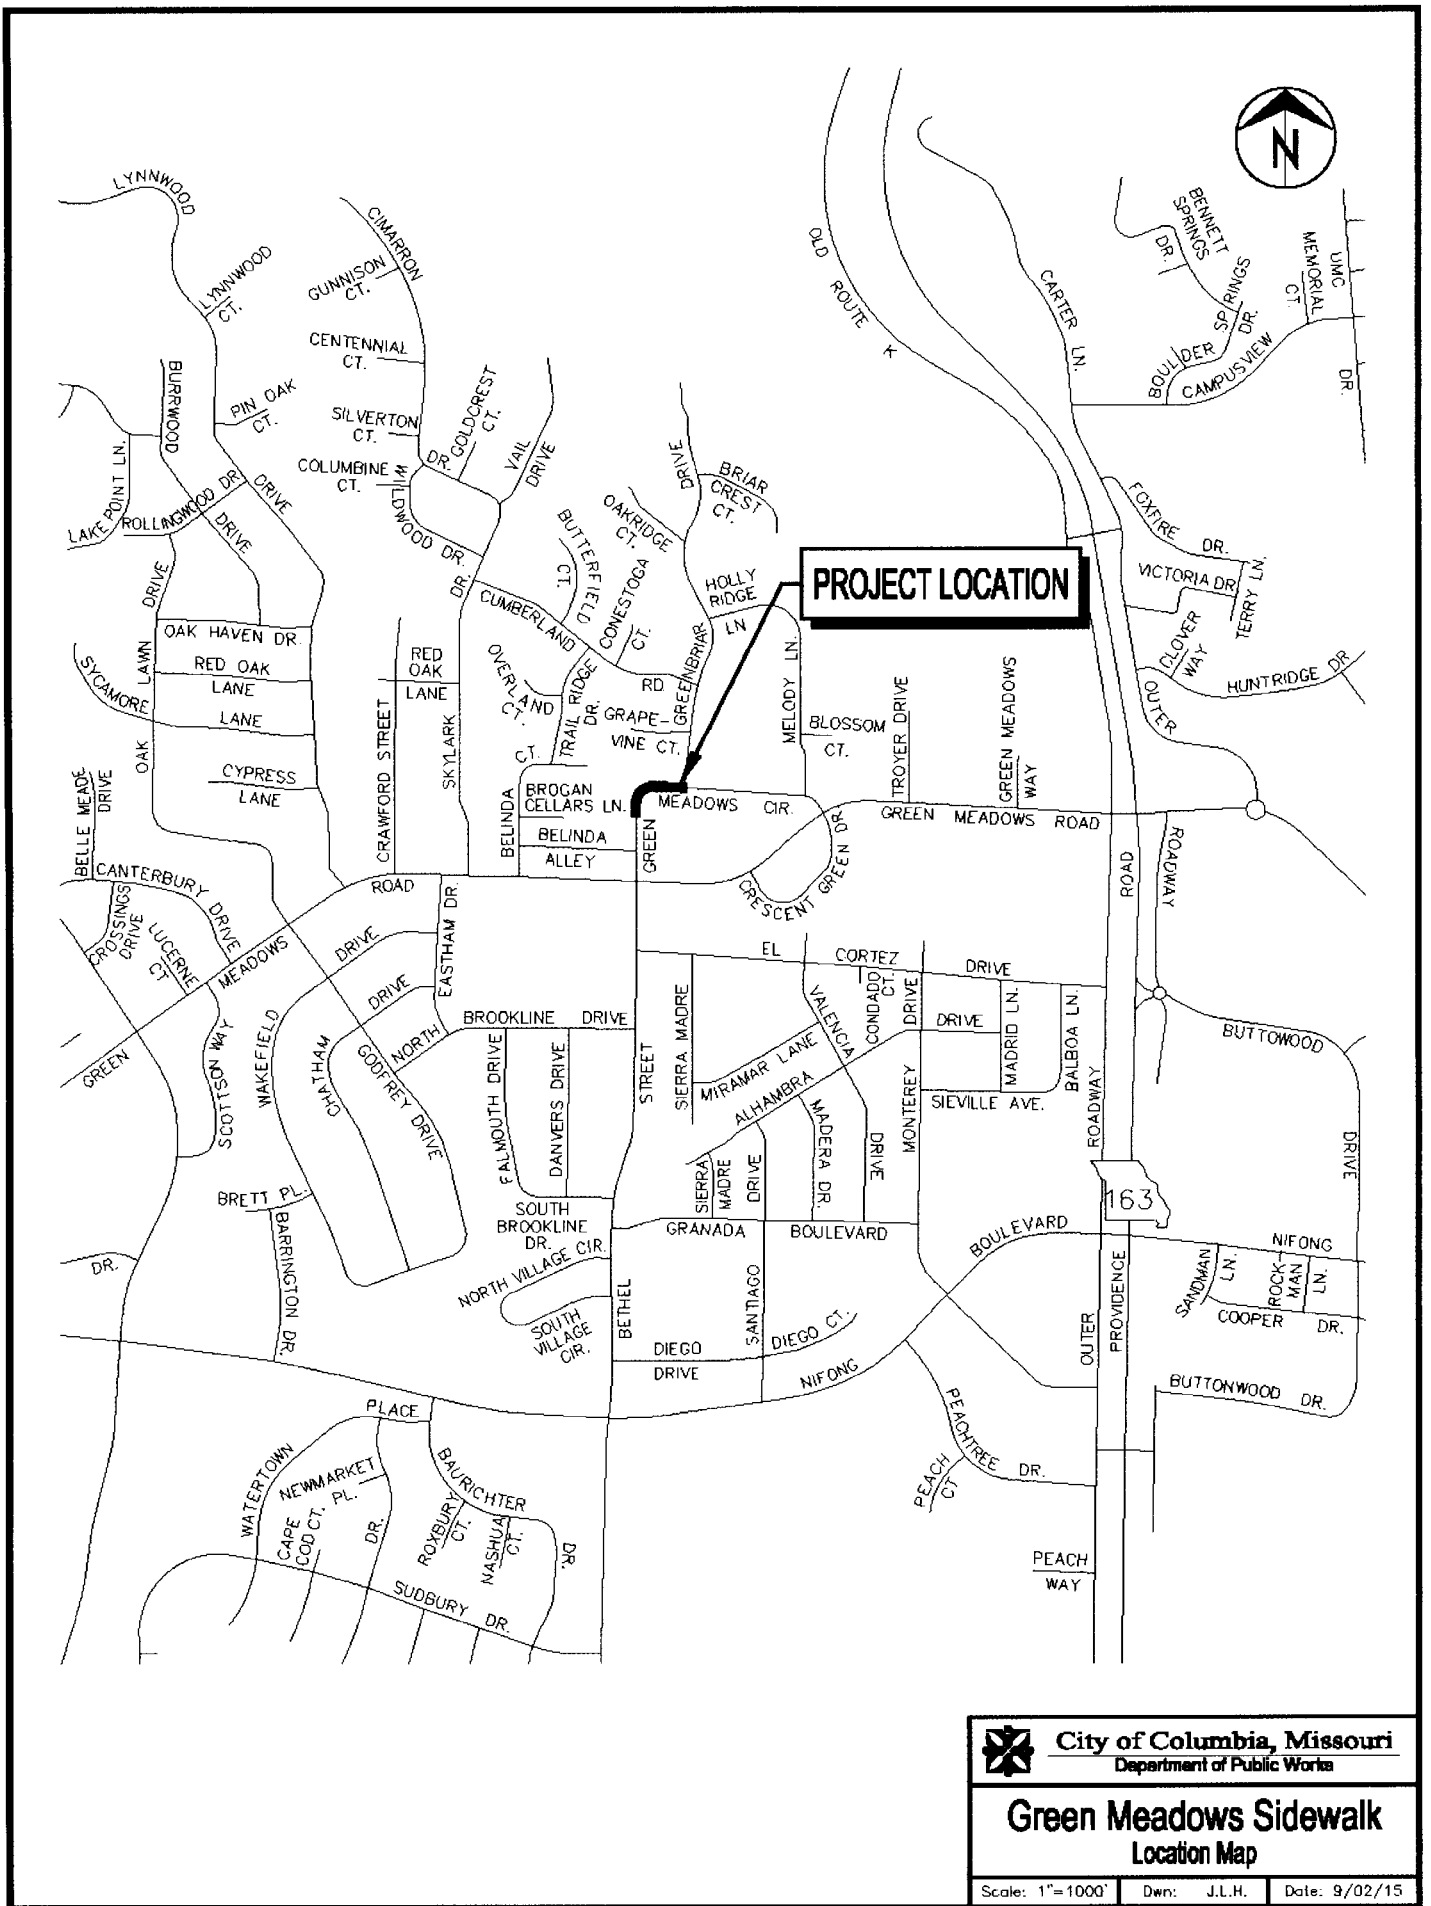 N
LYNNWOOD
LYNNWOOD
CT.
CIMARRON
GUNNISON
CT.
CENTENNIAL
CT.
SILVERTON
CT.
COLUMBINE
CT.
WILDWOOD DR.
DR.
GOLDCREST
CT.
VAIL
DRIVE
DR.
BURRWOOD
DRIVE
PIN OAK
CT.
DRIVE
LAKE POINT LN.
ROLLINGWOOD DR.
OLD
ROUTE
K
CARTER
LN.
BENNETT
SPRINGS
DR.
BOULDER
SPRINGS
DR.
CAMPUSVIEW
MEMORIAL
CT.
UMC
DR.
DRIVE
BRIAR
CREST
CT.
OAKRIDGE
CT.
BUTTERFIELD
CT.
CONESTOGA
CT.
CUMBERLAND
RD
HOLLY
RIDGE
LN
GREENBRIAR
MELODY LN.
PROJECT LOCATION
FOXFIRE
DR.
VICTORIA DR
TERRY LN.
CLOVER
WAY
HUNTRIDGE DR
OUTER
ROADWAY
OAK
LAWN
DRIVE
OAK HAVEN DR.
RED OAK
LANE
SYCAMORE
LANE
CYPRESS
LANE
RED
OAK
LANE
CRAWFORD STREET
SKYLARK
OVERLAND
CT.
TRAIL RIDGE
DR.
GRAPE-
VINE CT.
CT.
BELINDA
BROGAN
CELLARS LN.
BELINDA
ALLEY
GREEN
MEADOWS CIR.
BLOSSOM
CT.
TROYER DRIVE
GREEN MEADOWS
WAY
GREEN MEADOWS ROAD
CRESCENT GREEN DR
BELLE MEADE
DRIVE
CANTERBURY DRIVE
CROSSINGS
DRIVE
LUCERNE
CT
GREEN
MEADOWS
ROAD
SCOTTSON WAY
WAKEFIELD
DRIVE
CHATHAM
DRIVE
GODFREY DRIVE
EASTHAM DR.
NORTH
BROOKLINE DRIVE
FALMOUTH DRIVE
DANVERS DRIVE
SOUTH
BROOKLINE
DR.
STREET
BETHEL
EL
CORTEZ
DRIVE
SIERRA MADRE
MIRAMAR LANE
VALENCIA
DRIVE
CONDADO
CT.
MONTEREY
DRIVE
ALHAMBRA
DRIVE
MADRID LN.
BALBOA LN.
SIEVILLE AVE.
MADERA DR.
SIERRA
MADRE
SANTIAGO
DRIVE
GRANADA
BOULEVARD
ROAD
ROADWAY
OUTER
PROVIDENCE
163
BUTTOWOOD
DRIVE
BRETT PL.
BARRINGTON DR.
DR.
NORTH VILLAGE CIR.
SOUTH
VILLAGE
CIR.
DIEGO
DRIVE
DIEGO CT.
NIFONG
BOULEVARD
NIFONG
SANDMAN
LN.
ROCK-
MAN
LN.
COOPER DR.
BUTTONWOOD DR.
PEACHTREE DR.
PEACH
CT
PEACH
WAY
WATERTOWN
PLACE
NEWMARKET
PL.
CAPE
COD CT.
DR.
BAURICHTER
DR.
ROXBURY
CT.
NASHUA
CT.
SUDBURY DR.
City of Columbia, Missouri
Department of Public Works
Green Meadows Sidewalk
Location Map
Scale: 1"=1000'
Dwn: J.L.H.
Date: 9/02/15